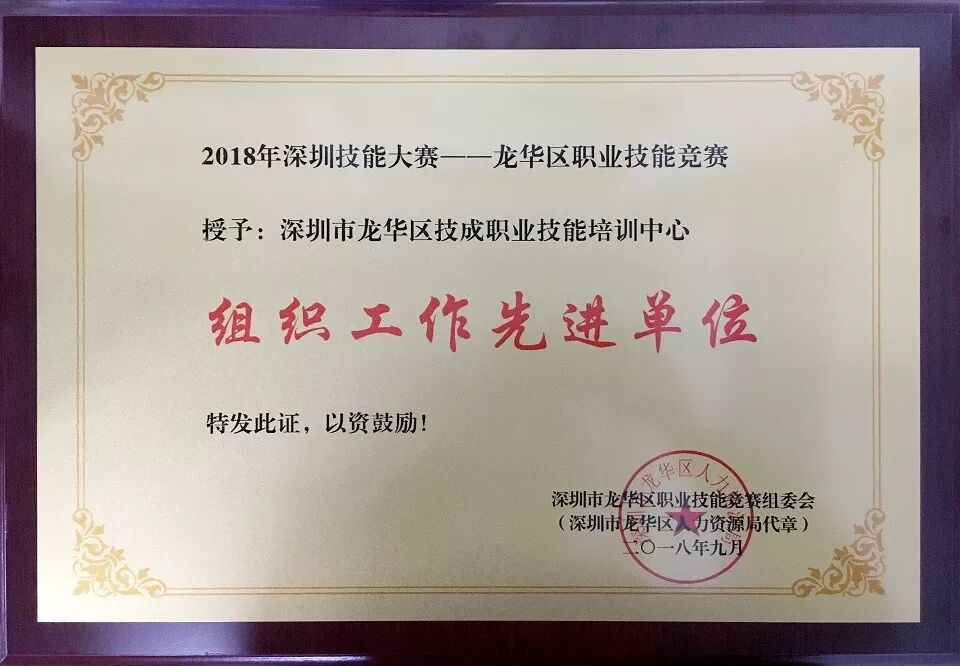 2018年深圳技能大赛——龙华区职业技能竞赛
授予：深圳市龙华区技成职业技能培训中心
组织工作先进单位
特发此证，以资鼓励！
深圳市龙华区职业技能竞赛组委会
（深圳市龙华区人力资源局代章）
二〇一八年九月